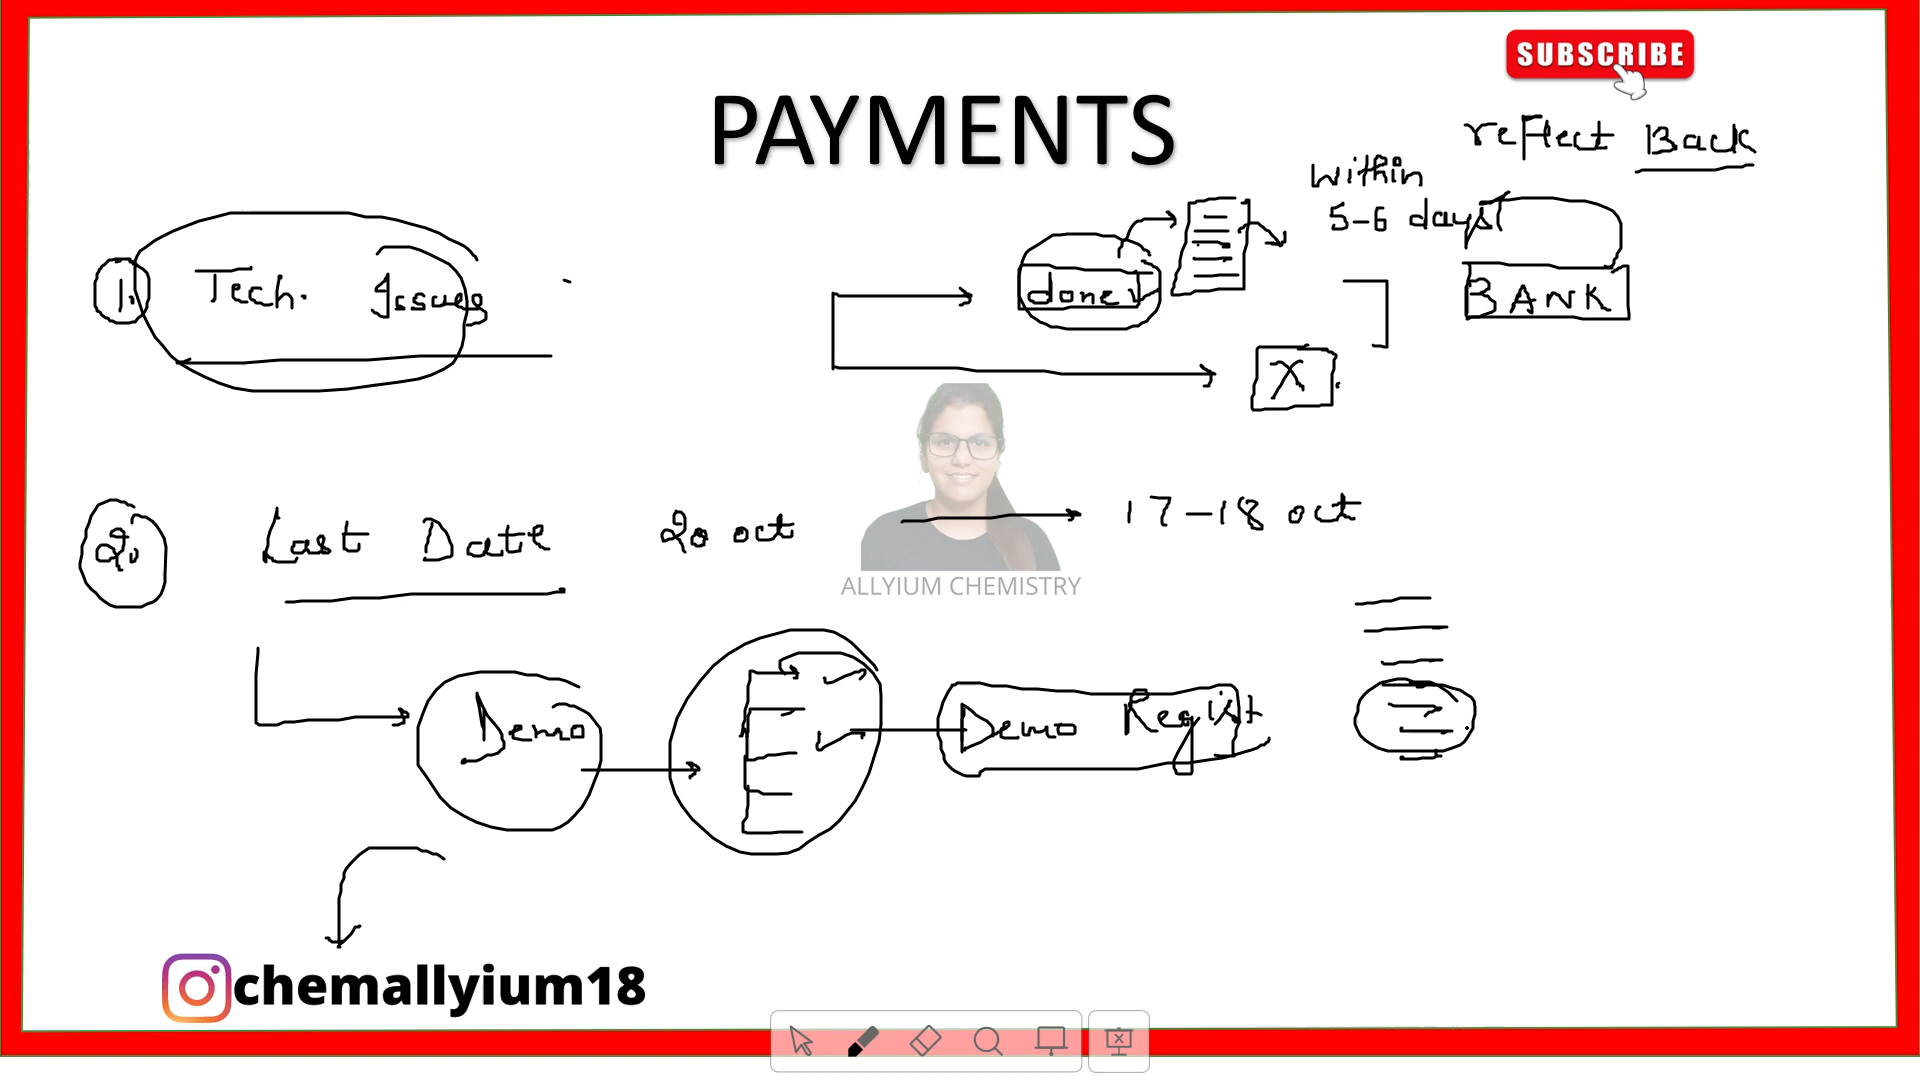 SUBSCRIBE
PAYMENTS
reflect Back
within
5-6 days
1. Tech. Issues
done
BANK
X
2. Last Date 20 oct → 17-18 oct
ALLYIUM CHEMISTRY
Demo
Demo Regist
chemallyium18